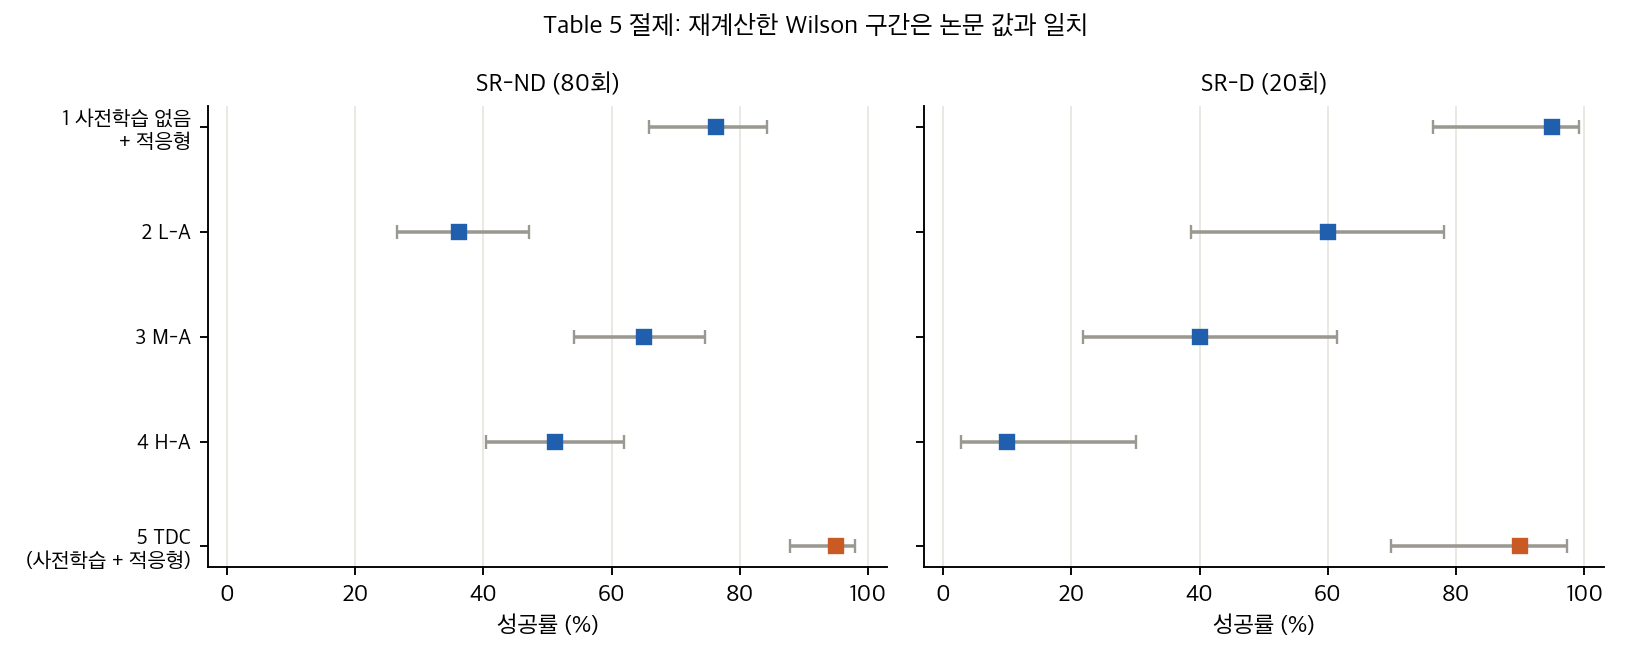 Table 5 절제: 재계산한 Wilson 구간은 논문 값과 일치
SR-ND (80회)
SR-D (20회)
1 사전학습 없음
+ 적응형
2 L-A
3 M-A
4 H-A
5 TDC
(사전학습 + 적응형)
0 20 40 60 80 100
0 20 40 60 80 100
성공률 (%)
성공률 (%)